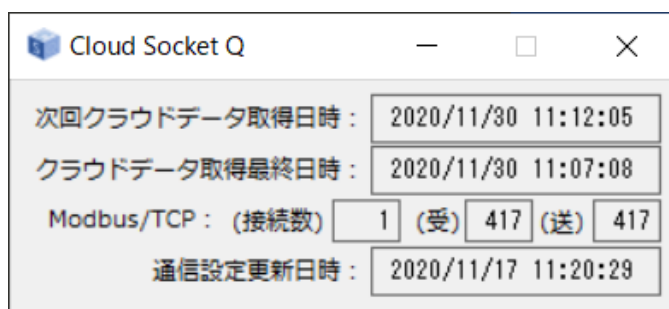 Cloud Socket Q
次回クラウドデータ取得日時： 2020/11/30 11:12:05
クラウドデータ取得最終日時： 2020/11/30 11:07:08
Modbus/TCP： (接続数) 1 (受) 417 (送) 417
通信設定更新日時： 2020/11/17 11:20:29